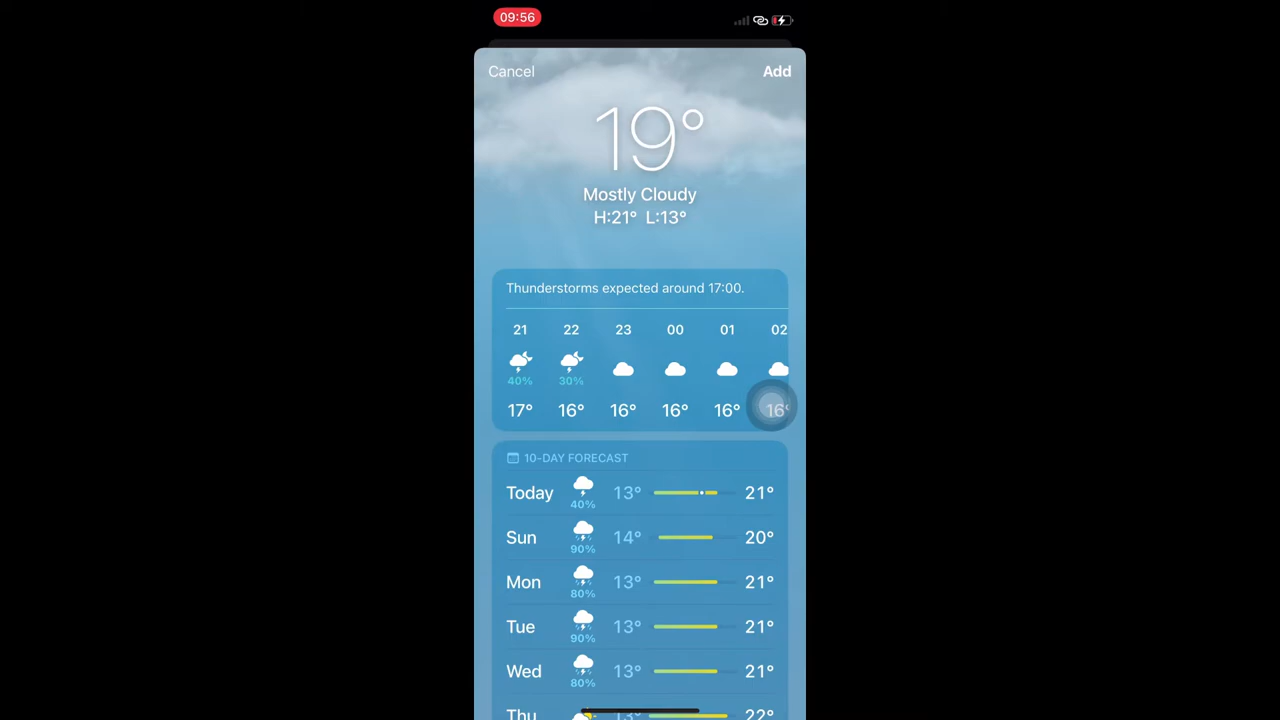 09:56
Cancel Add
19°
Mostly Cloudy
H:21° L:13°
Thunderstorms expected around 17:00.
21 22 23 00 01 02
40% 30%
17° 16° 16° 16° 16° 16°
10-DAY FORECAST
Today 13° 21°
40%
Sun 14° 20°
90%
Mon 13° 21°
80%
Tue 13° 21°
90%
Wed 13° 21°
80%
Thu 13° 22°